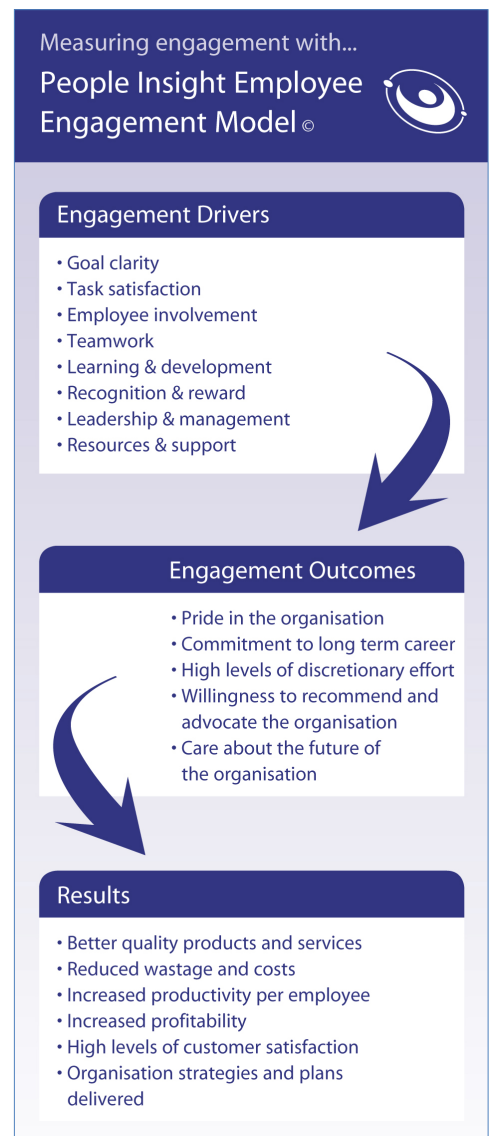 Measuring engagement with...
People Insight Employee
Engagement Model ©
Engagement Drivers
• Goal clarity
• Task satisfaction
• Employee involvement
• Teamwork
• Learning & development
• Recognition & reward
• Leadership & management
• Resources & support
Engagement Outcomes
• Pride in the organisation
• Commitment to long term career
• High levels of discretionary effort
• Willingness to recommend and
advocate the organisation
• Care about the future of
the organisation
Results
• Better quality products and services
• Reduced wastage and costs
• Increased productivity per employee
• Increased profitability
• High levels of customer satisfaction
• Organisation strategies and plans
delivered